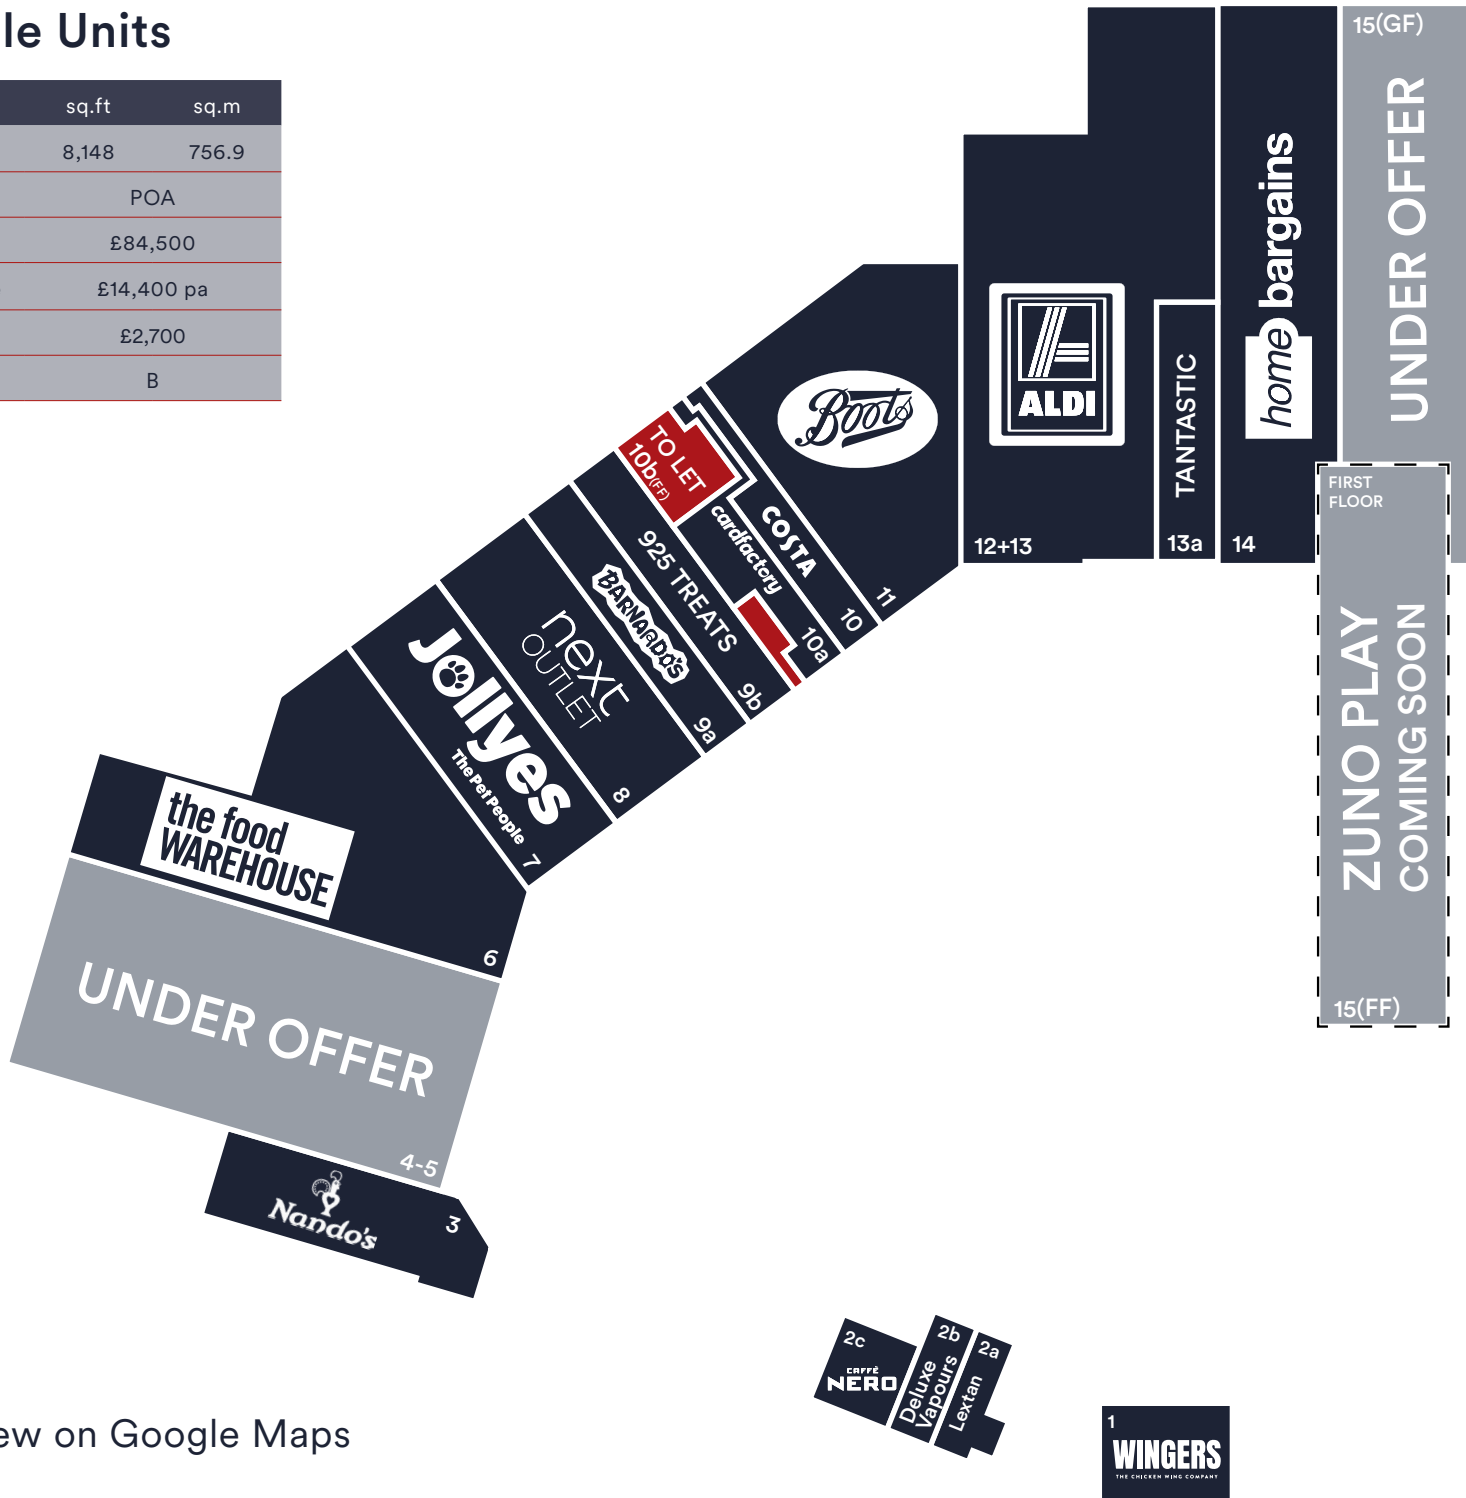 le Units
sq.ft sq.m
8,148 756.9
POA
£84,500
£14,400 pa
£2,700
B
15(GF)
UNDER OFFER
home bargains
14
TANTASTIC
13a
ALDI
12+13
Boots
11
COSTA
10
cardfactory
10a
TO LET
10b(FF)
925 TREATS
9b
BARNARDO'S
9a
next
OUTLET
8
Jollyes
The Pet People
7
the food
WAREHOUSE
6
UNDER OFFER
4-5
Nando's
3
FIRST
FLOOR
ZUNO PLAY
COMING SOON
15(FF)
2c
CAFFÈ
NERO
2b
Deluxe
Vapours
2a
Lextan
1
WINGERS
THE CHICKEN WING COMPANY
ew on Google Maps